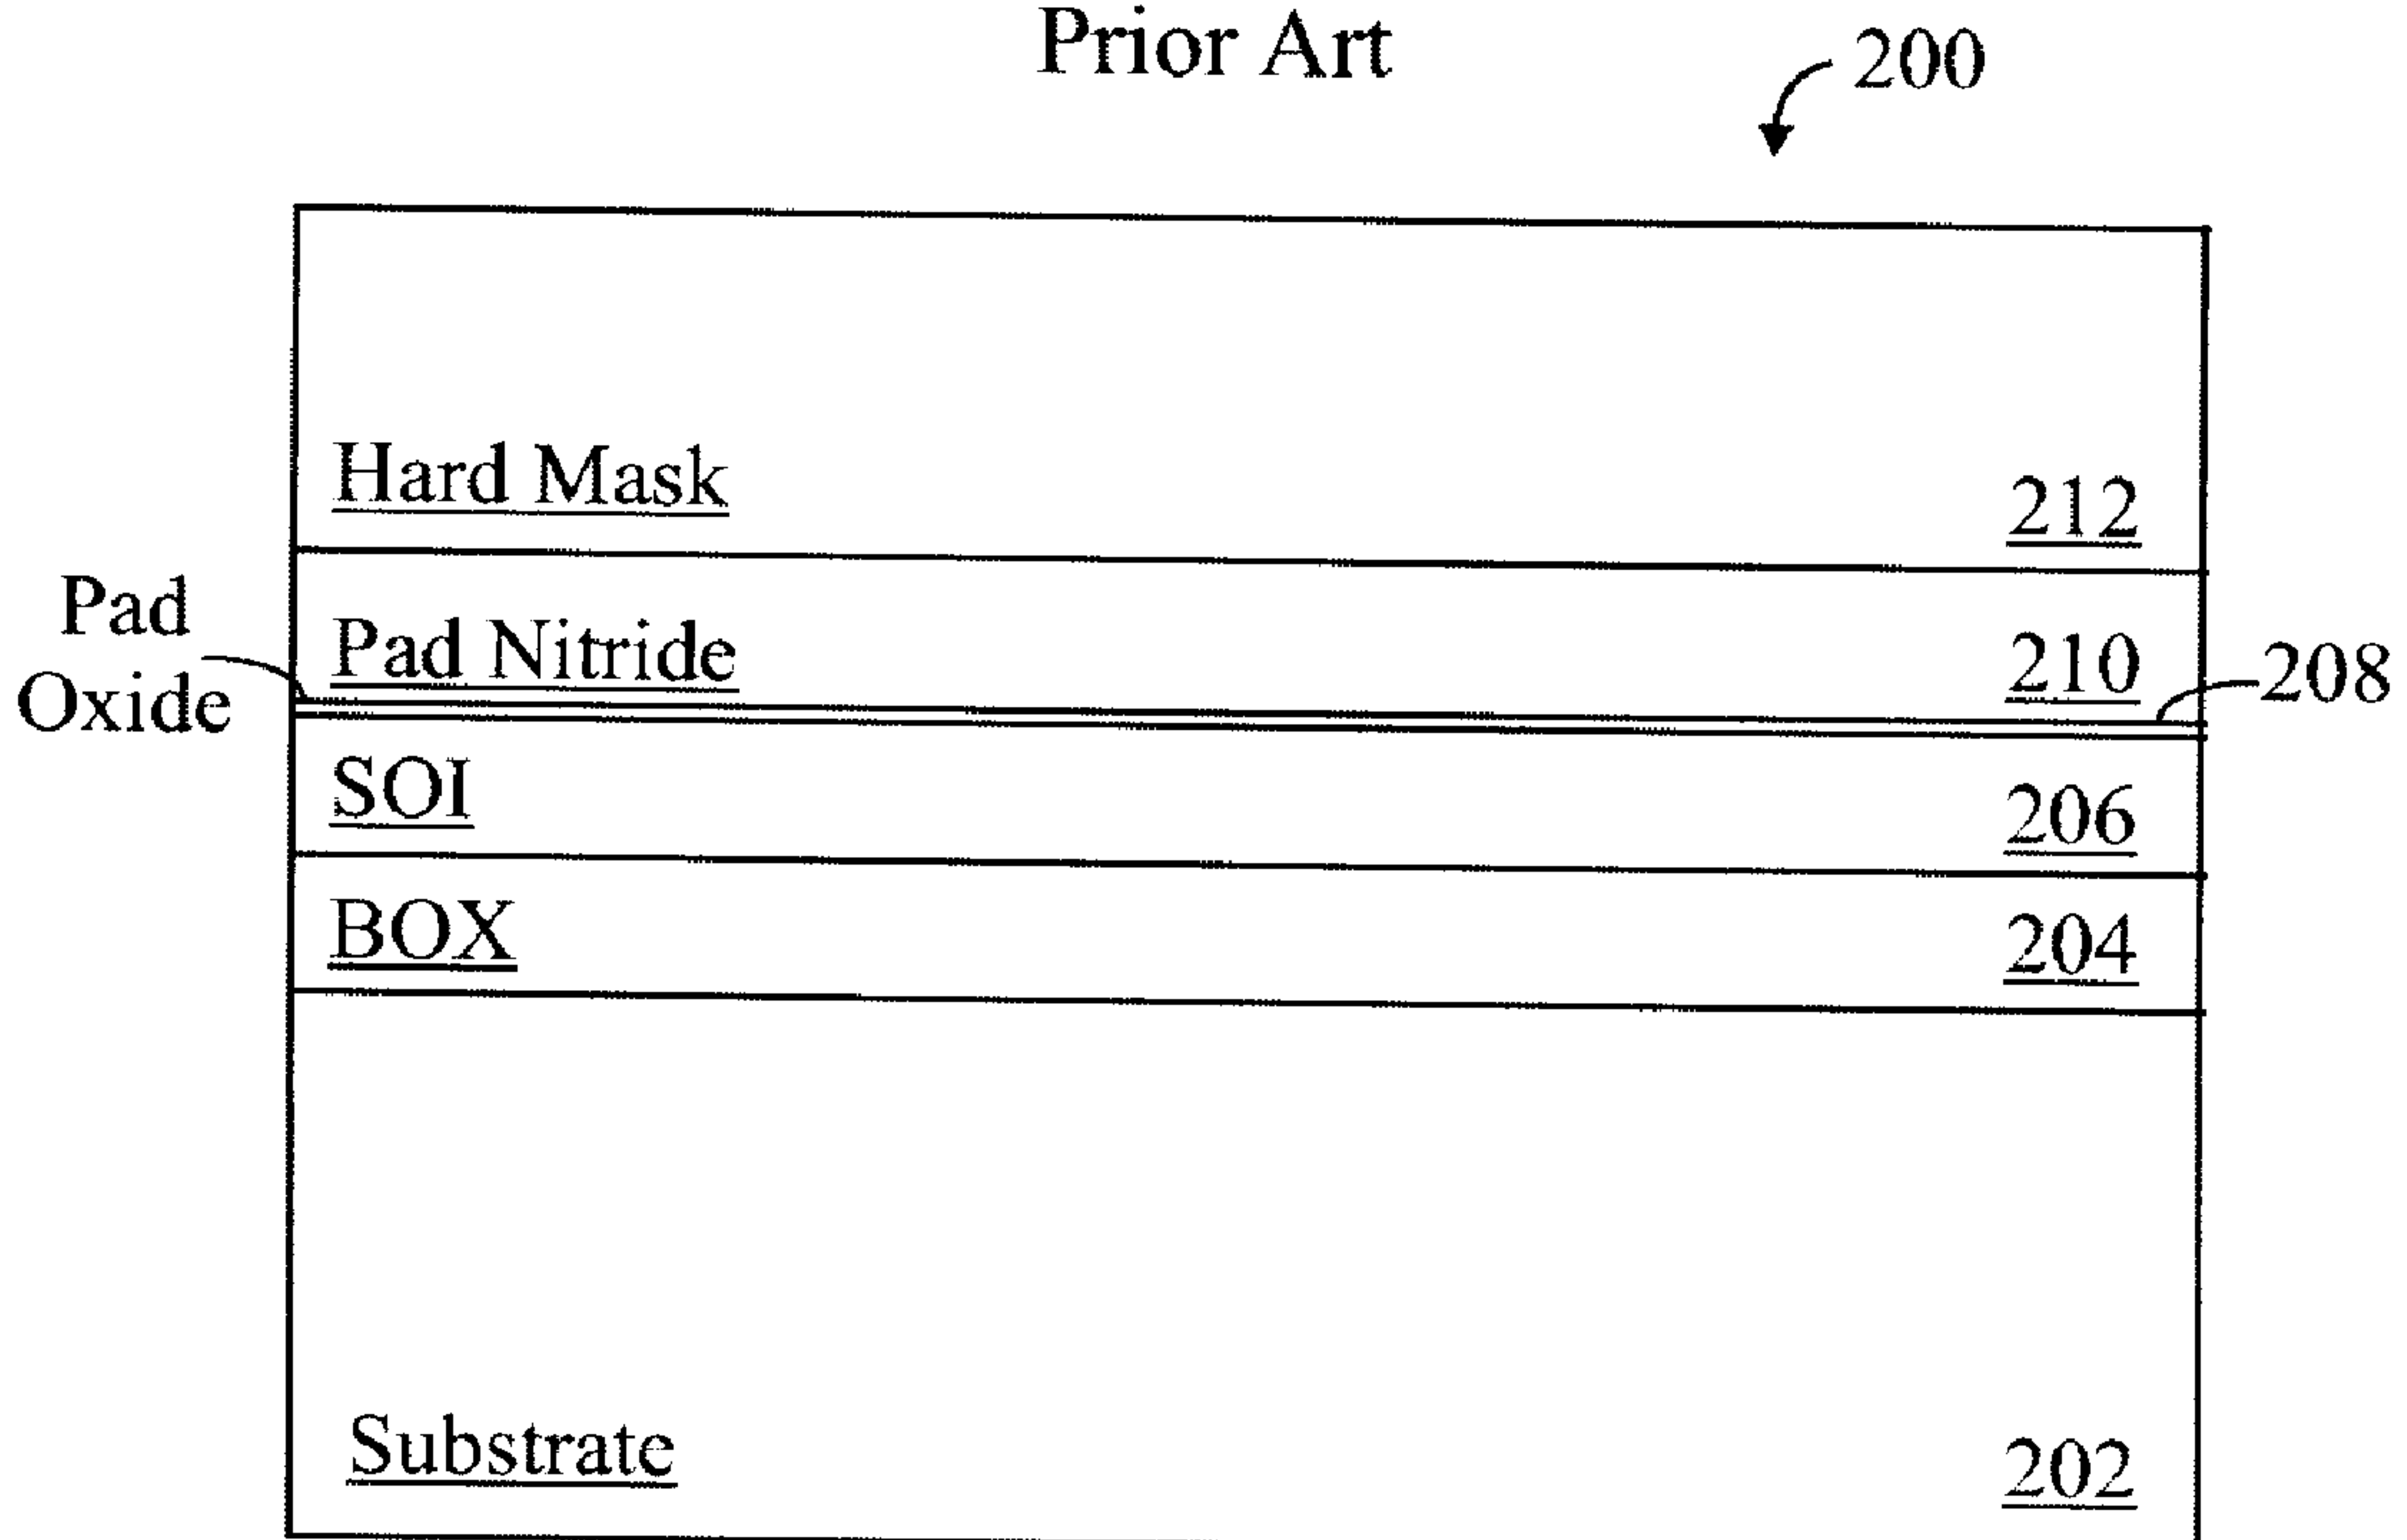 Prior Art
200
Hard Mask 212
Pad
Oxide
Pad Nitride 210
208
SOI 206
BOX 204
Substrate 202